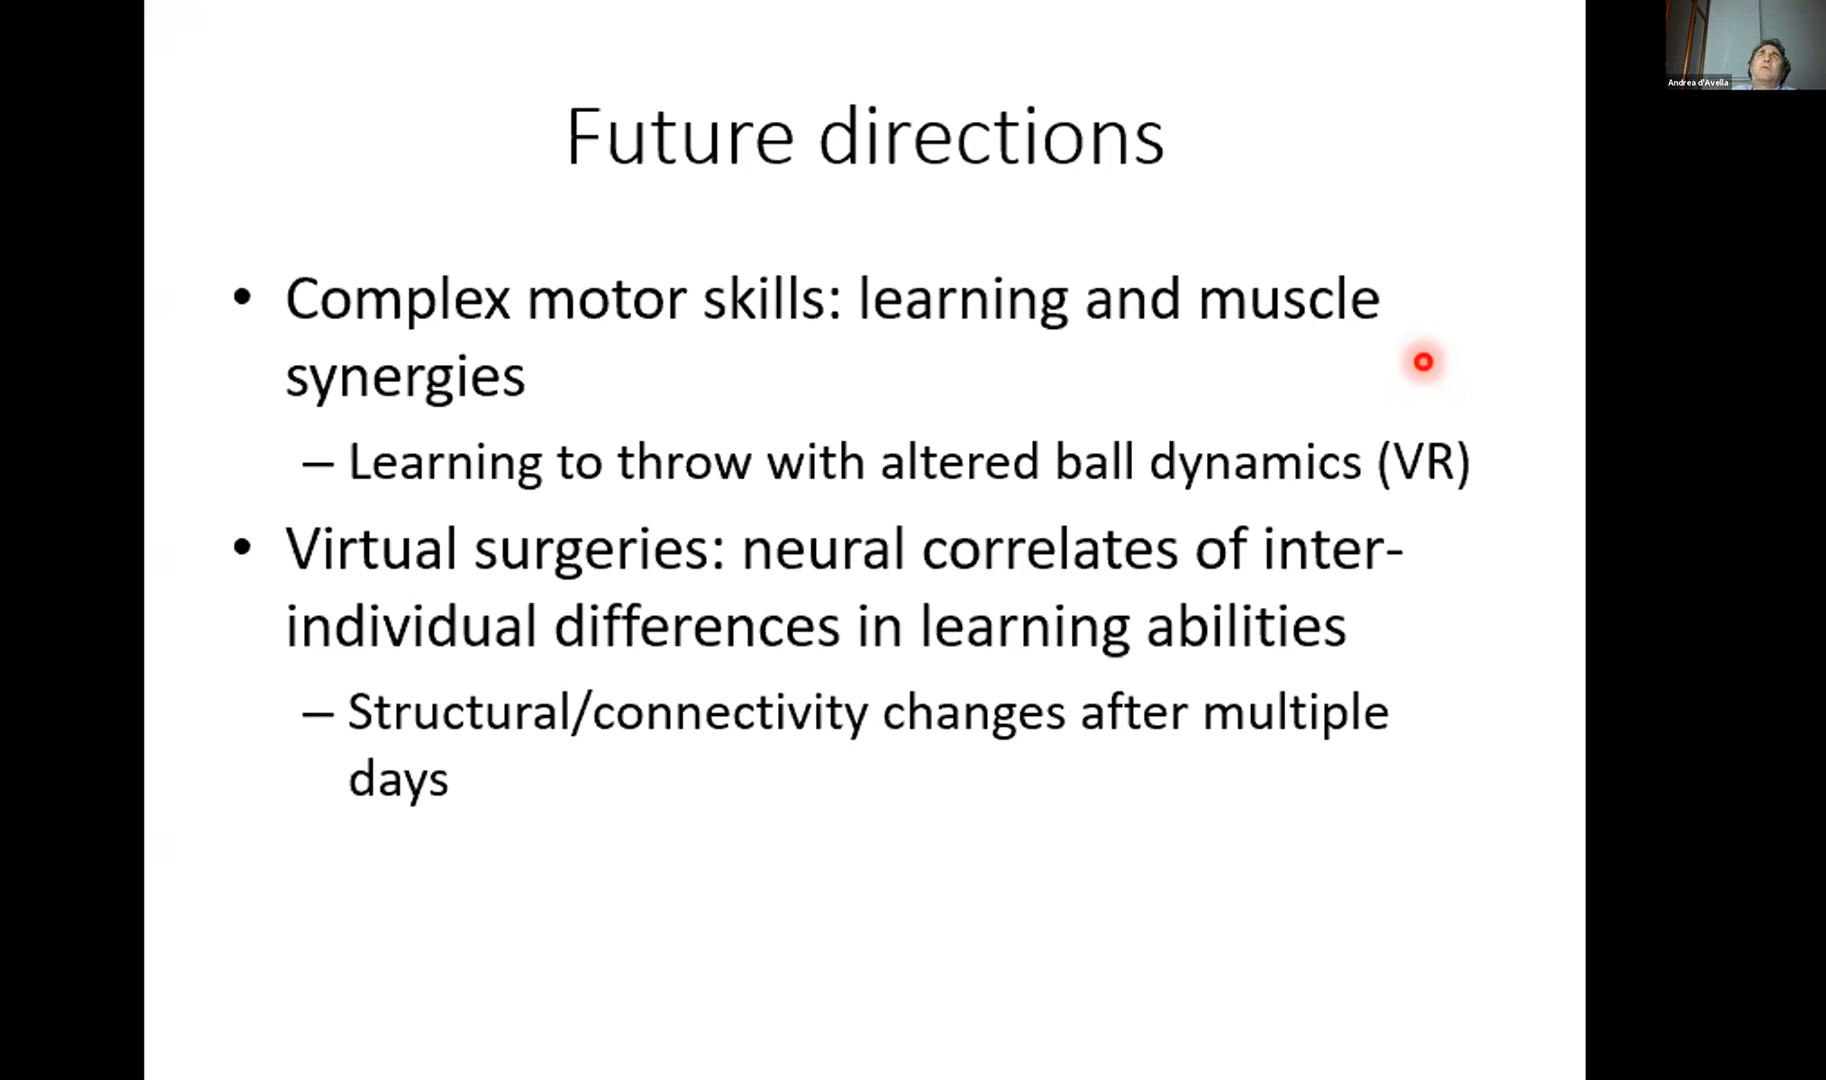 Future directions
• Complex motor skills: learning and muscle
synergies
– Learning to throw with altered ball dynamics (VR)
• Virtual surgeries: neural correlates of inter-
individual differences in learning abilities
– Structural/connectivity changes after multiple
days
Andrea d'Avella